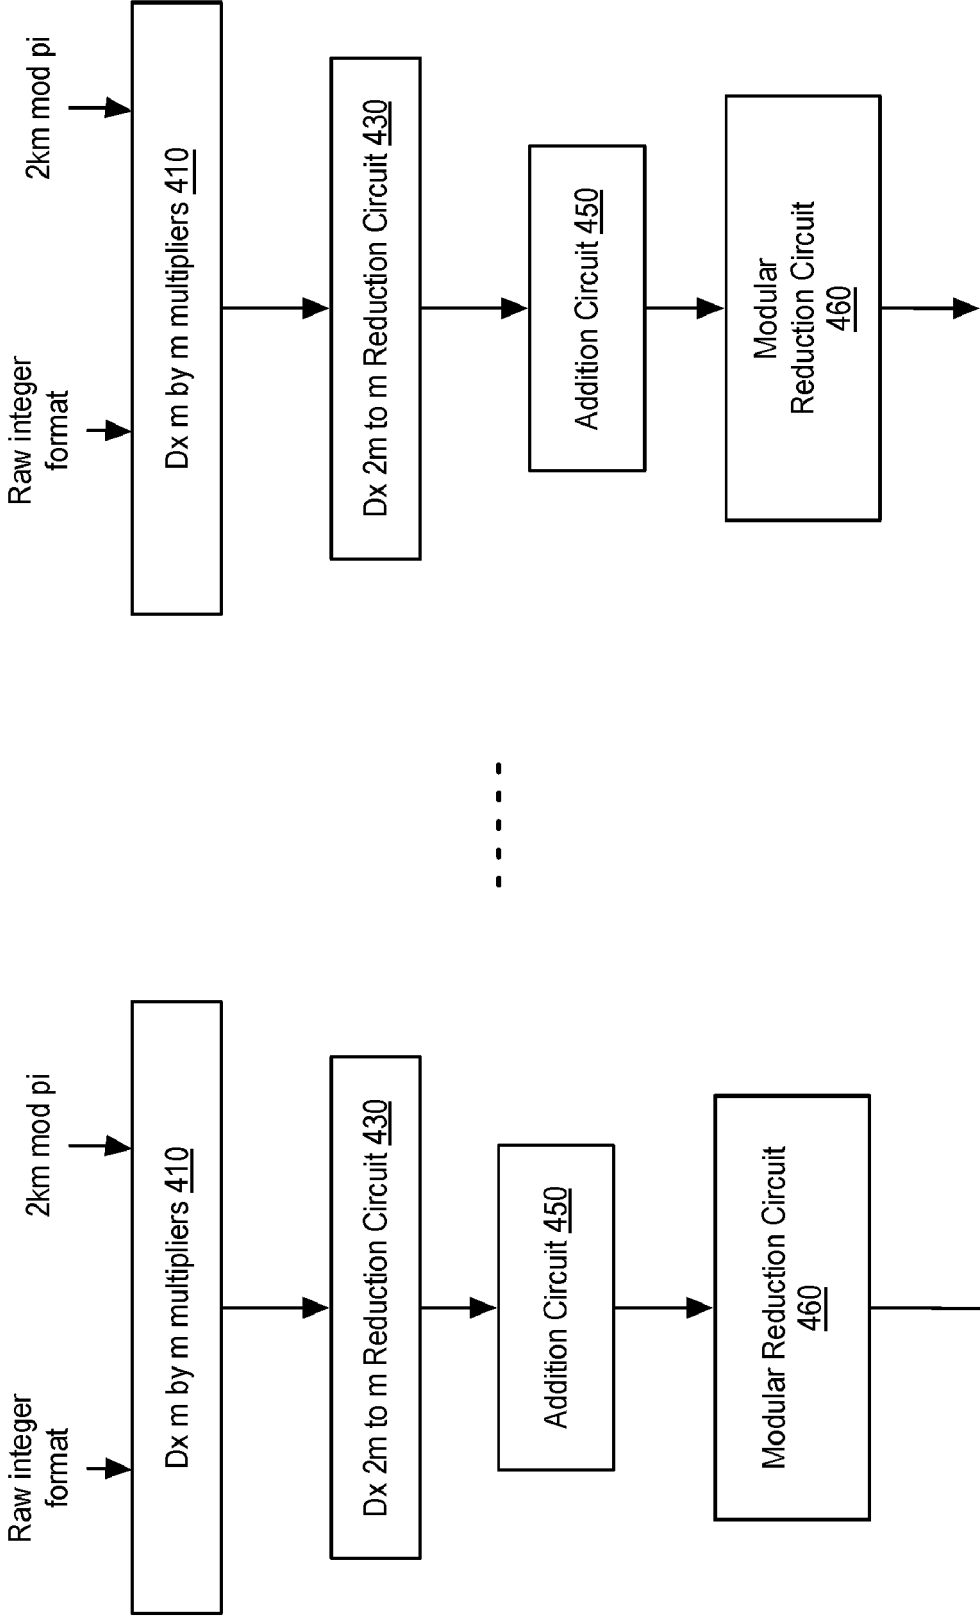 Raw integer
format
2km mod pi
Dx m by m multipliers 410
Dx 2m to m Reduction Circuit 430
Addition Circuit 450
Modular Reduction Circuit
460
Raw integer
format
2km mod pi
Dx m by m multipliers 410
Dx 2m to m Reduction Circuit 430
Addition Circuit 450
Modular
Reduction Circuit
460